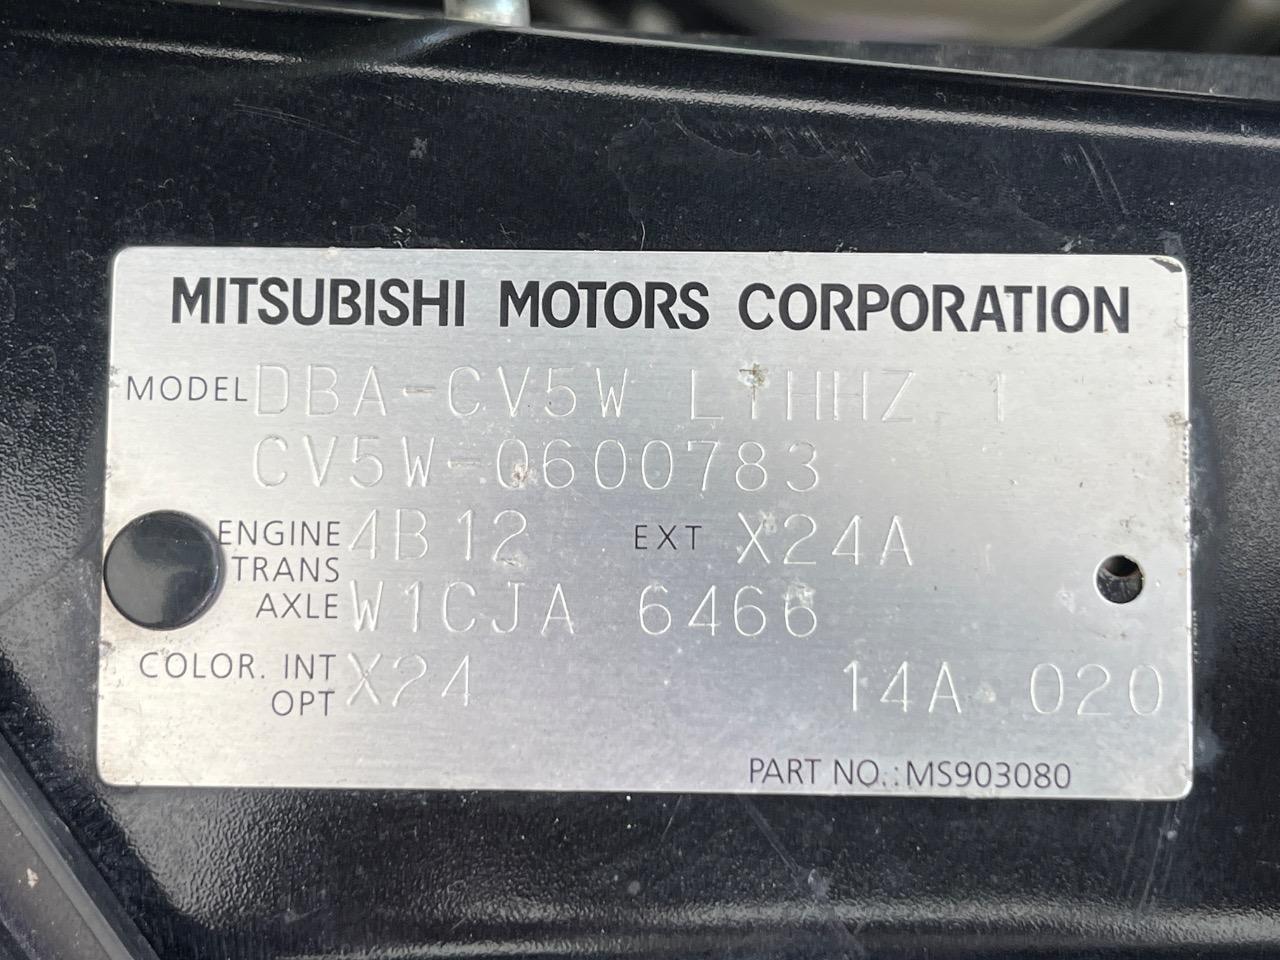 MITSUBISHI MOTORS CORPORATION
MODEL DBA-CV5W LTHHZ 1
CV5W-0600783
ENGINE 4B12 EXT X24A
TRANS
AXLE W1CJA 6466
COLOR. INT X24 14A 020
OPT
PART NO.:MS903080